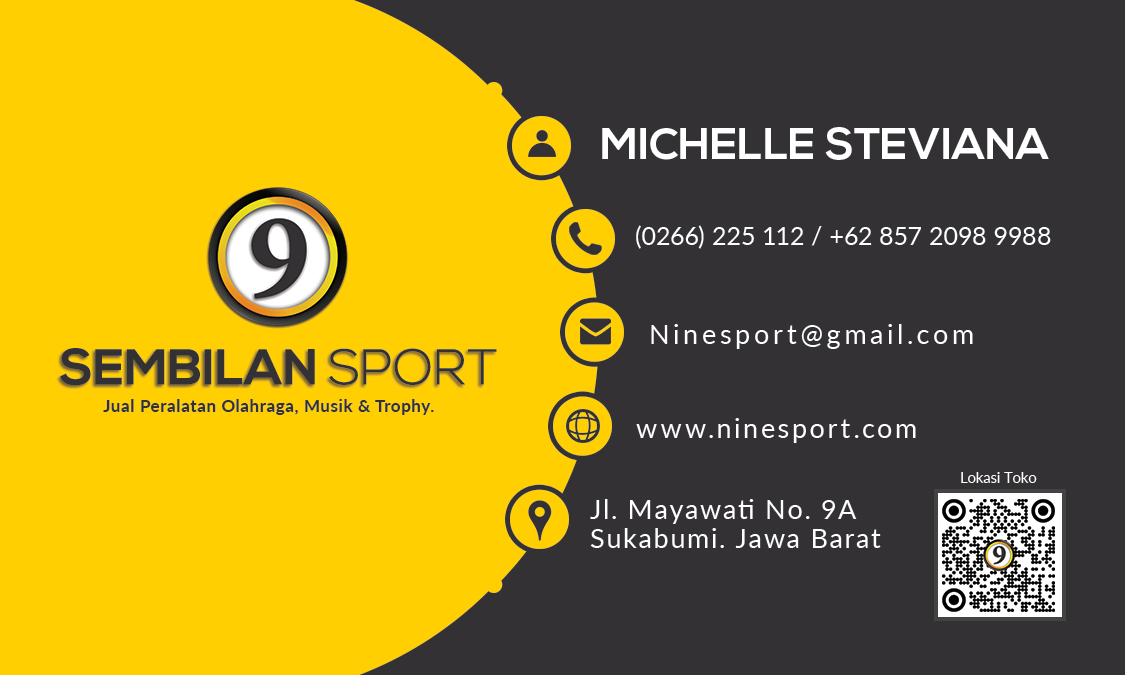 9
SEMBILAN SPORT
Jual Peralatan Olahraga, Musik & Trophy.
MICHELLE STEVIANA
(0266) 225 112 / +62 857 2098 9988
Ninesport@gmail.com
www.ninesport.com
Jl. Mayawati No. 9A
Sukabumi. Jawa Barat
Lokasi Toko
9